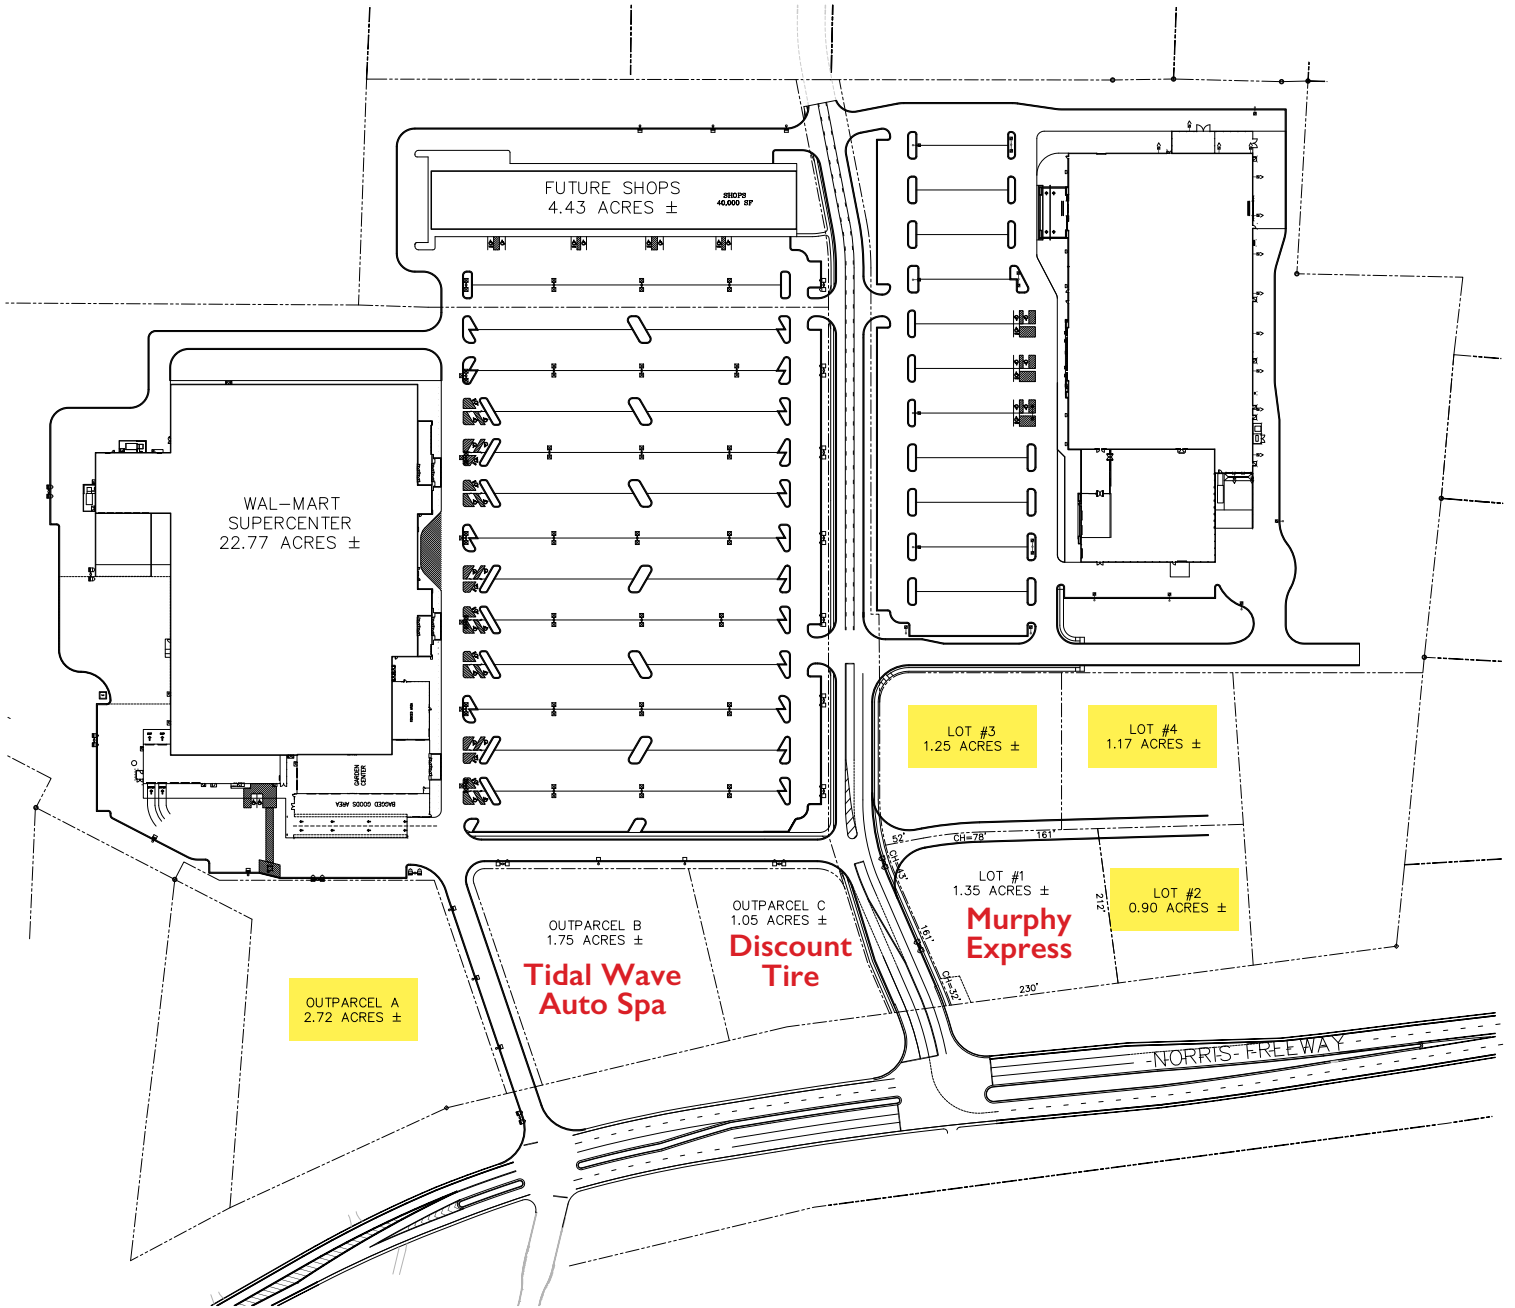 FUTURE SHOPS
4.43 ACRES ±
SHOPS
40,000 SF
WAL-MART
SUPERCENTER
22.77 ACRES ±
GARDEN
CENTER
BAGGED GOODS AREA
LOT #3
1.25 ACRES ±
LOT #4
1.17 ACRES ±
52'
CH=78'
161'
CH=43'
LOT #1
1.35 ACRES ±
Murphy
Express
212'
LOT #2
0.90 ACRES ±
161'
CH=32'
230'
OUTPARCEL B
1.75 ACRES ±
Tidal Wave
Auto Spa
OUTPARCEL C
1.05 ACRES ±
Discount
Tire
OUTPARCEL A
2.72 ACRES ±
NORRIS FREEWAY